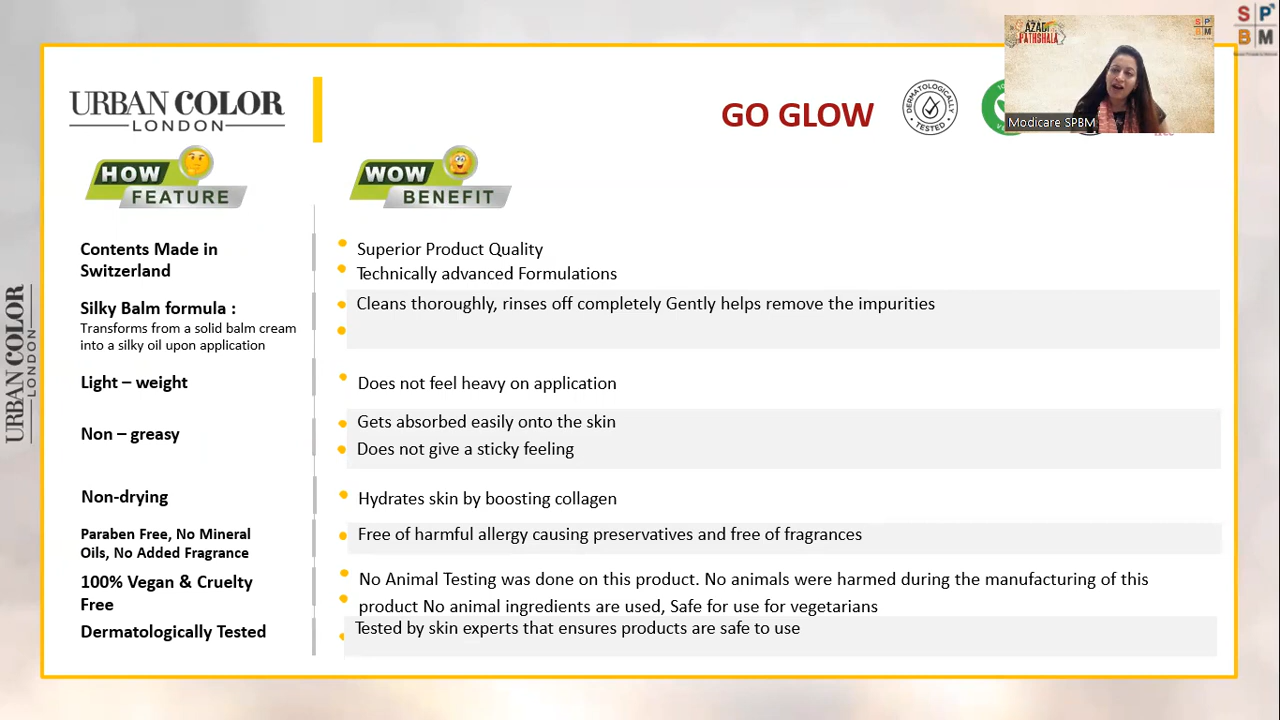 S P
B M
AZADI
PATHSHALA
S P
B M
Modicare SPBM
URBAN COLOR
LONDON
GO GLOW
DERMATOLOGICALLY
TESTED
free
HOW
FEATURE
WOW
BENEFIT
Contents Made in
Switzerland
Superior Product Quality
Technically advanced Formulations
Silky Balm formula :
Transforms from a solid balm cream
into a silky oil upon application
Cleans thoroughly, rinses off completely Gently helps remove the impurities
Light – weight
Does not feel heavy on application
Non – greasy
Gets absorbed easily onto the skin
Does not give a sticky feeling
Non-drying
Hydrates skin by boosting collagen
Paraben Free, No Mineral
Oils, No Added Fragrance
Free of harmful allergy causing preservatives and free of fragrances
100% Vegan & Cruelty
Free
No Animal Testing was done on this product. No animals were harmed during the manufacturing of this
product No animal ingredients are used, Safe for use for vegetarians
Dermatologically Tested
Tested by skin experts that ensures products are safe to use
URBAN COLOR
LONDON